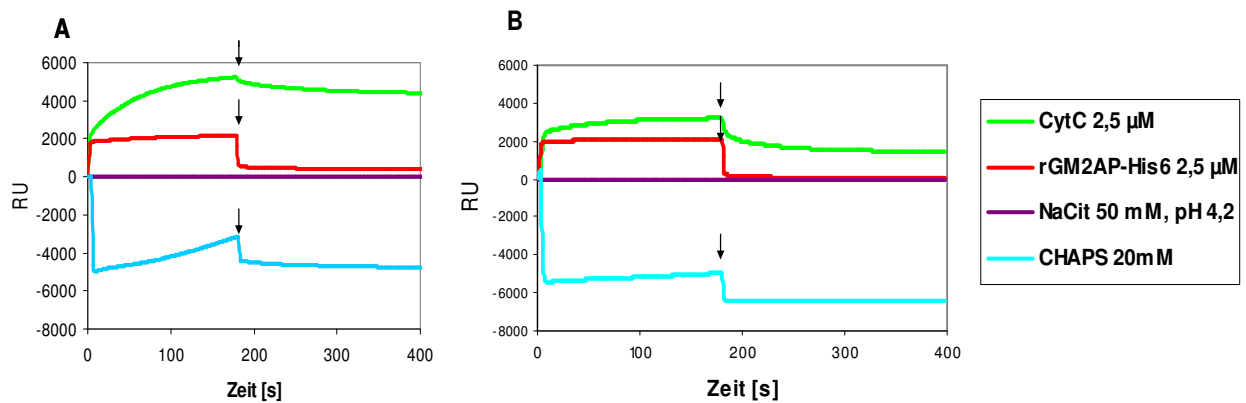 A
6000
4000
2000
0
-2000
-4000
-6000
-8000
RU
0 100 200 300 400
Zeit [s]
B
6000
4000
2000
0
-2000
-4000
-6000
-8000
RU
0 100 200 300 400
Zeit [s]
CytC 2,5 µM
rGM2AP-His6 2,5 µM
NaCit 50 mM, pH 4,2
CHAPS 20mM